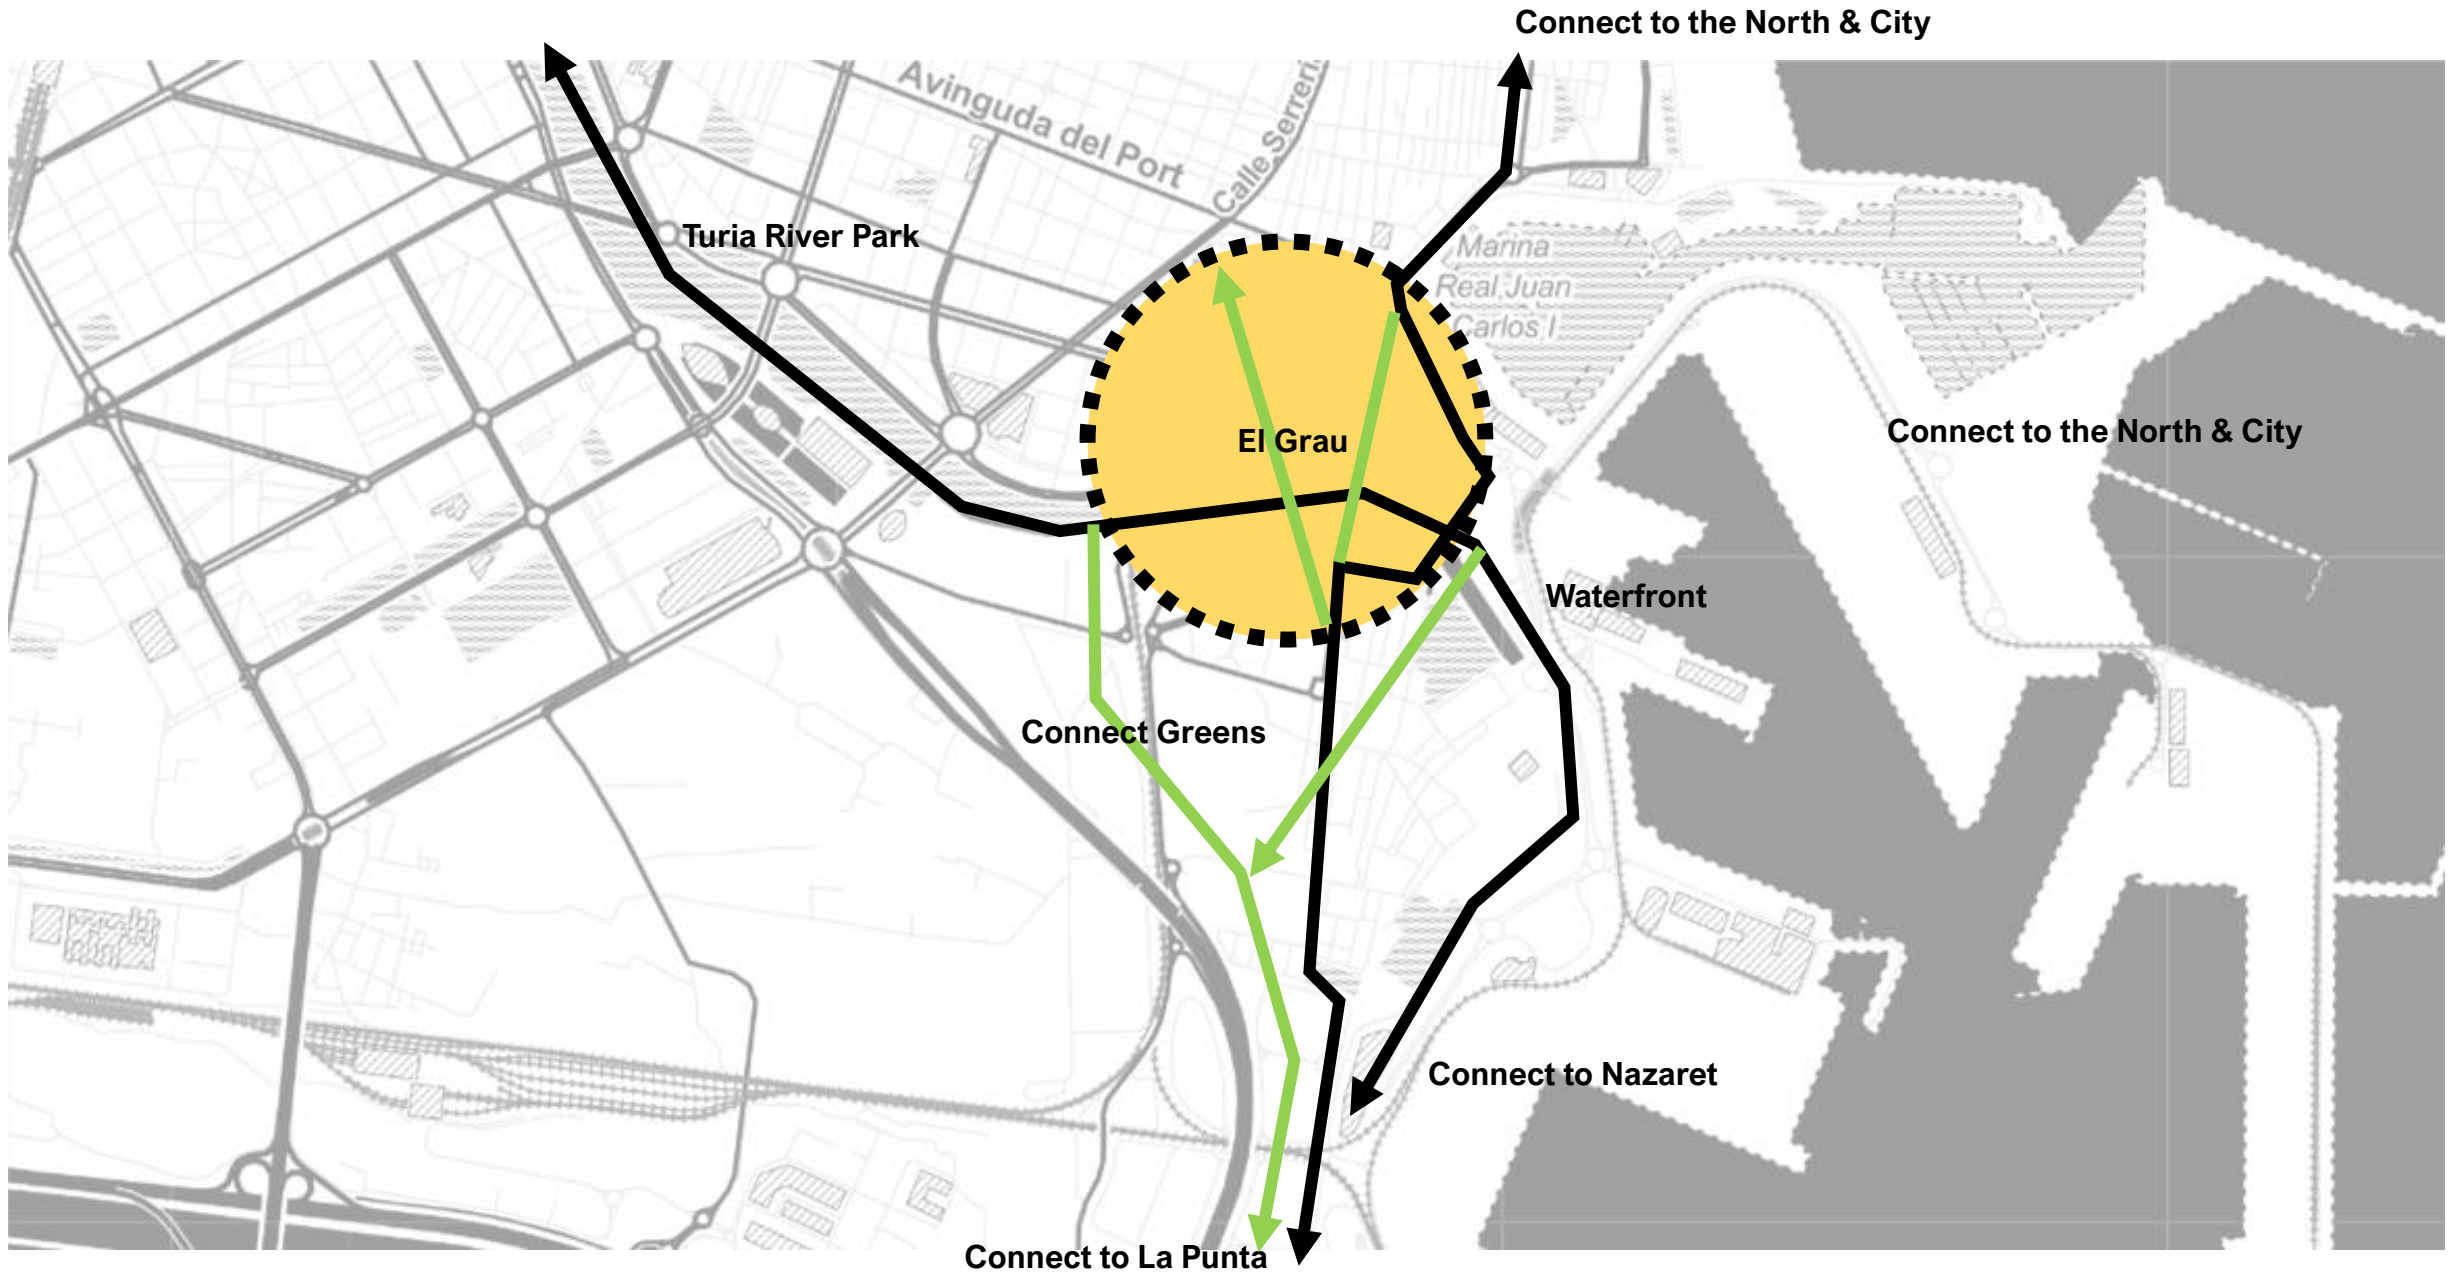 Connect to the North & City
Avinguda del Port
Calle Serreri
Turia River Park
Marina
Real Juan
Carlos I
El Grau
Connect to the North & City
Waterfront
Connect Greens
Connect to Nazaret
Connect to La Punta